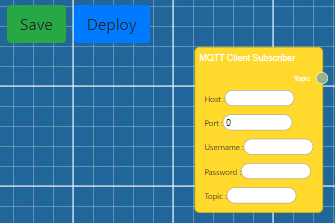 Save Deploy
MQTT Client Subscriber
Topic
Host :
Port : 0
Username :
Password :
Topic :